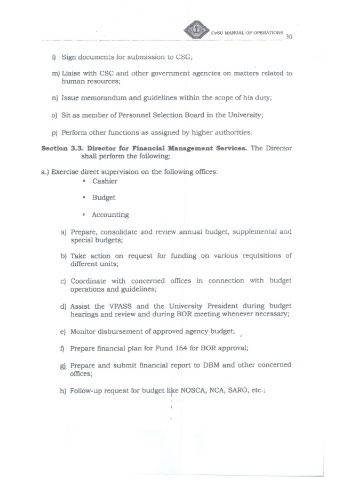 CvSU MANUAL OF OPERATIONS
30
l) Sign documents for submission to CSC;
m) Liaise with CSC and other government agencies on matters related to
human resources;
n) Issue memorandum and guidelines within the scope of his duty;
o) Sit as member of Personnel Selection Board in the University;
p) Perform other functions as assigned by higher authorities.
Section 3.3. Director for Financial Management Services. The Director
shall perform the following:
a.) Exercise direct supervision on the following offices:
• Cashier
• Budget
• Accounting
a) Prepare, consolidate and review annual budget, supplemental and
special budgets;
b) Take action on request for funding on various requisitions of
different units;
c) Coordinate with concerned offices in connection with budget
operations and guidelines;
d) Assist the VPASS and the University President during budget
hearings and review and during BOR meeting whenever necessary;
e) Monitor disbursement of approved agency budget;
f) Prepare financial plan for Fund 164 for BOR approval;
g) Prepare and submit financial report to DBM and other concerned
offices;
h) Follow-up request for budget like NOSCA, NCA, SARO, etc.;